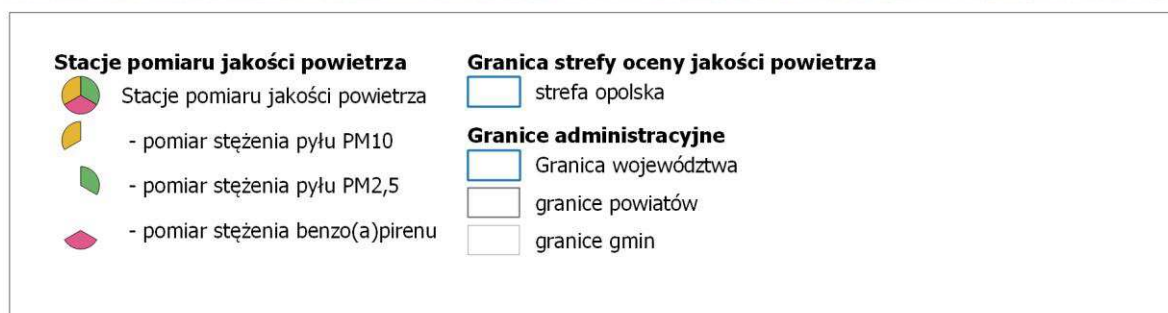 Stacje pomiaru jakości powietrza
Stacje pomiaru jakości powietrza
- pomiar stężenia pyłu PM10
- pomiar stężenia pyłu PM2,5
- pomiar stężenia benzo(a)pirenu
Granica strefy oceny jakości powietrza
strefa opolska
Granice administracyjne
Granica województwa
granice powiatów
granice gmin